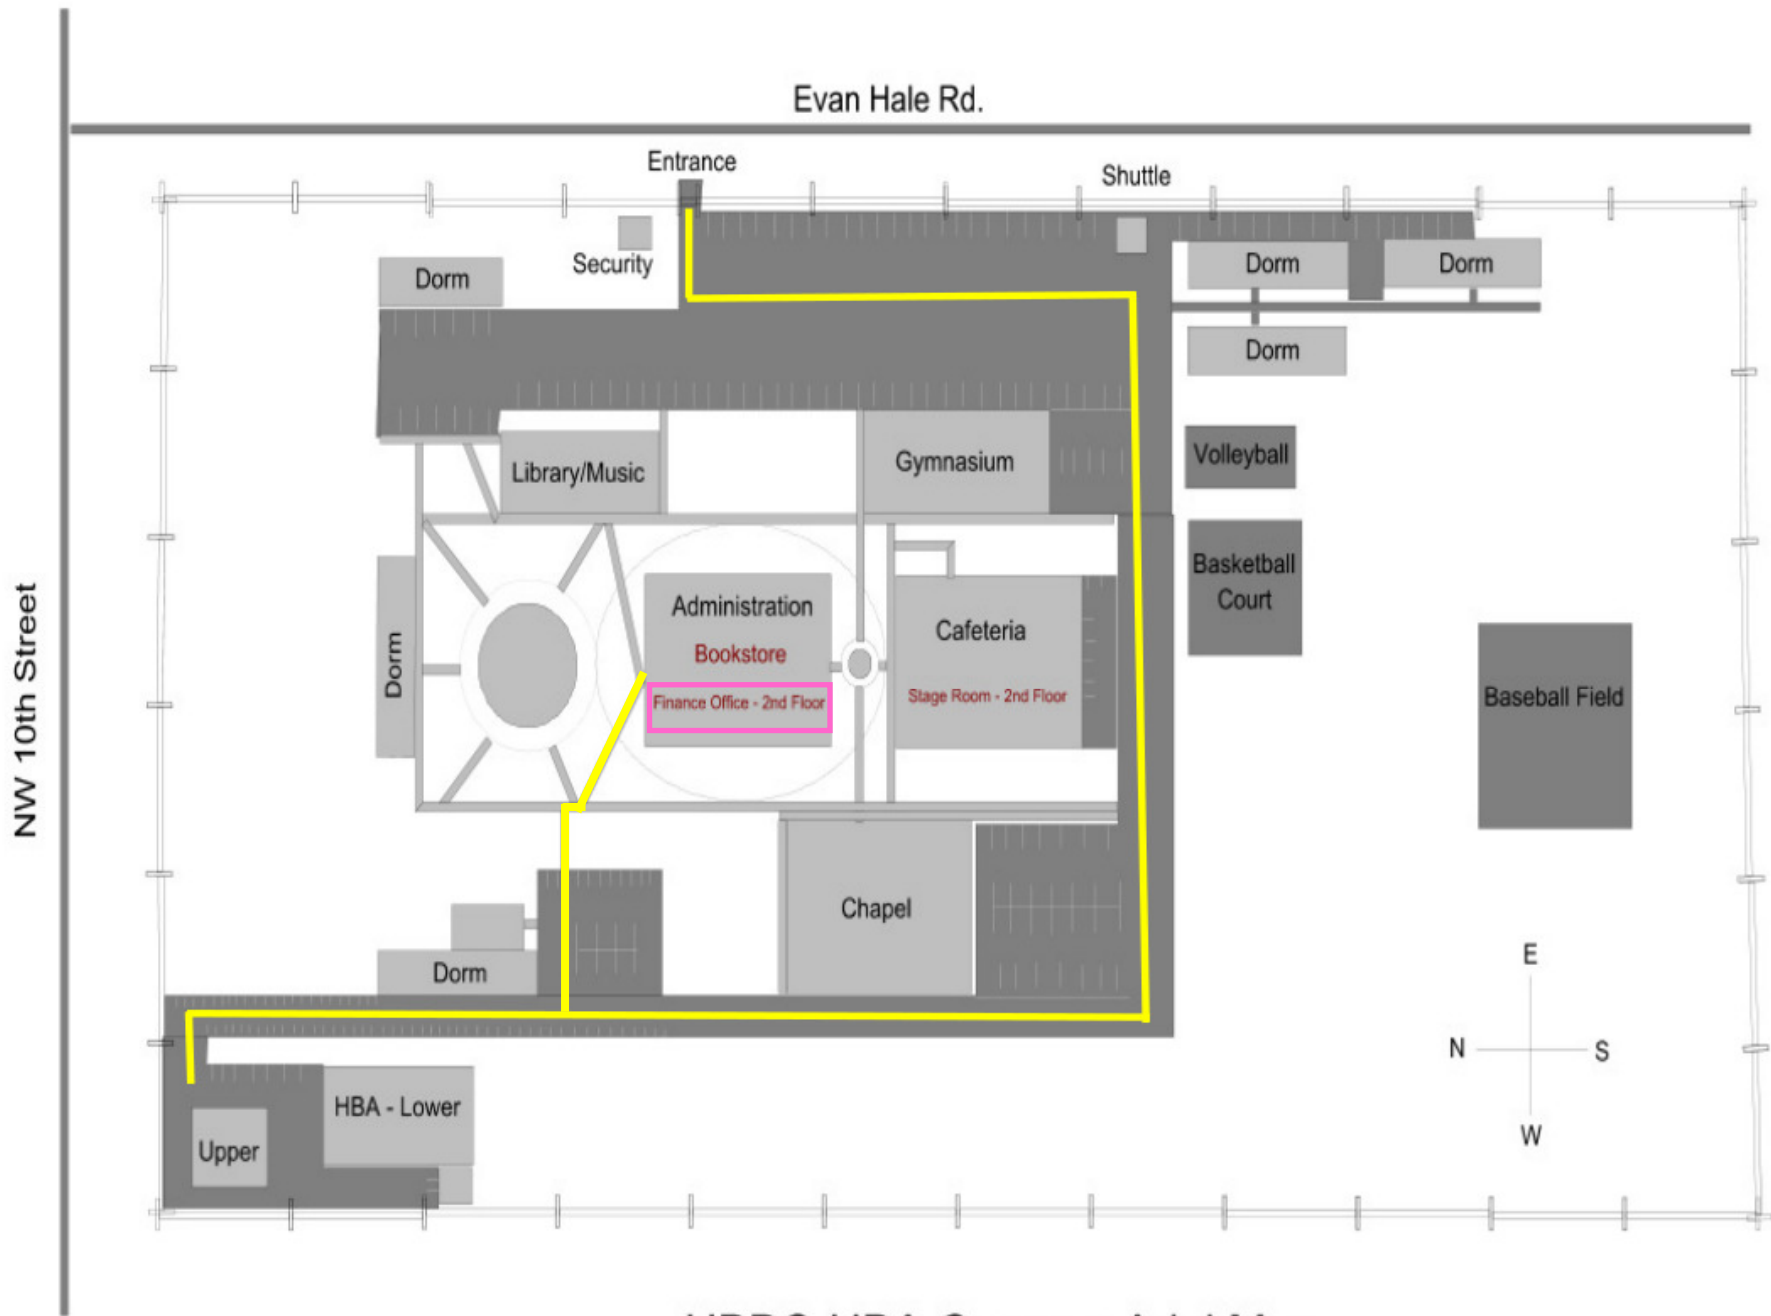 Evan Hale Rd.
Entrance
Shuttle
Security
Dorm
Dorm
Dorm
Dorm
Library/Music
Gymnasium
Volleyball
Basketball
Court
Administration
Bookstore
Finance Office - 2nd Floor
Cafeteria
Stage Room - 2nd Floor
Dorm
NW 10th Street
Baseball Field
Chapel
Dorm
E
N
S
W
HBA - Lower
Upper